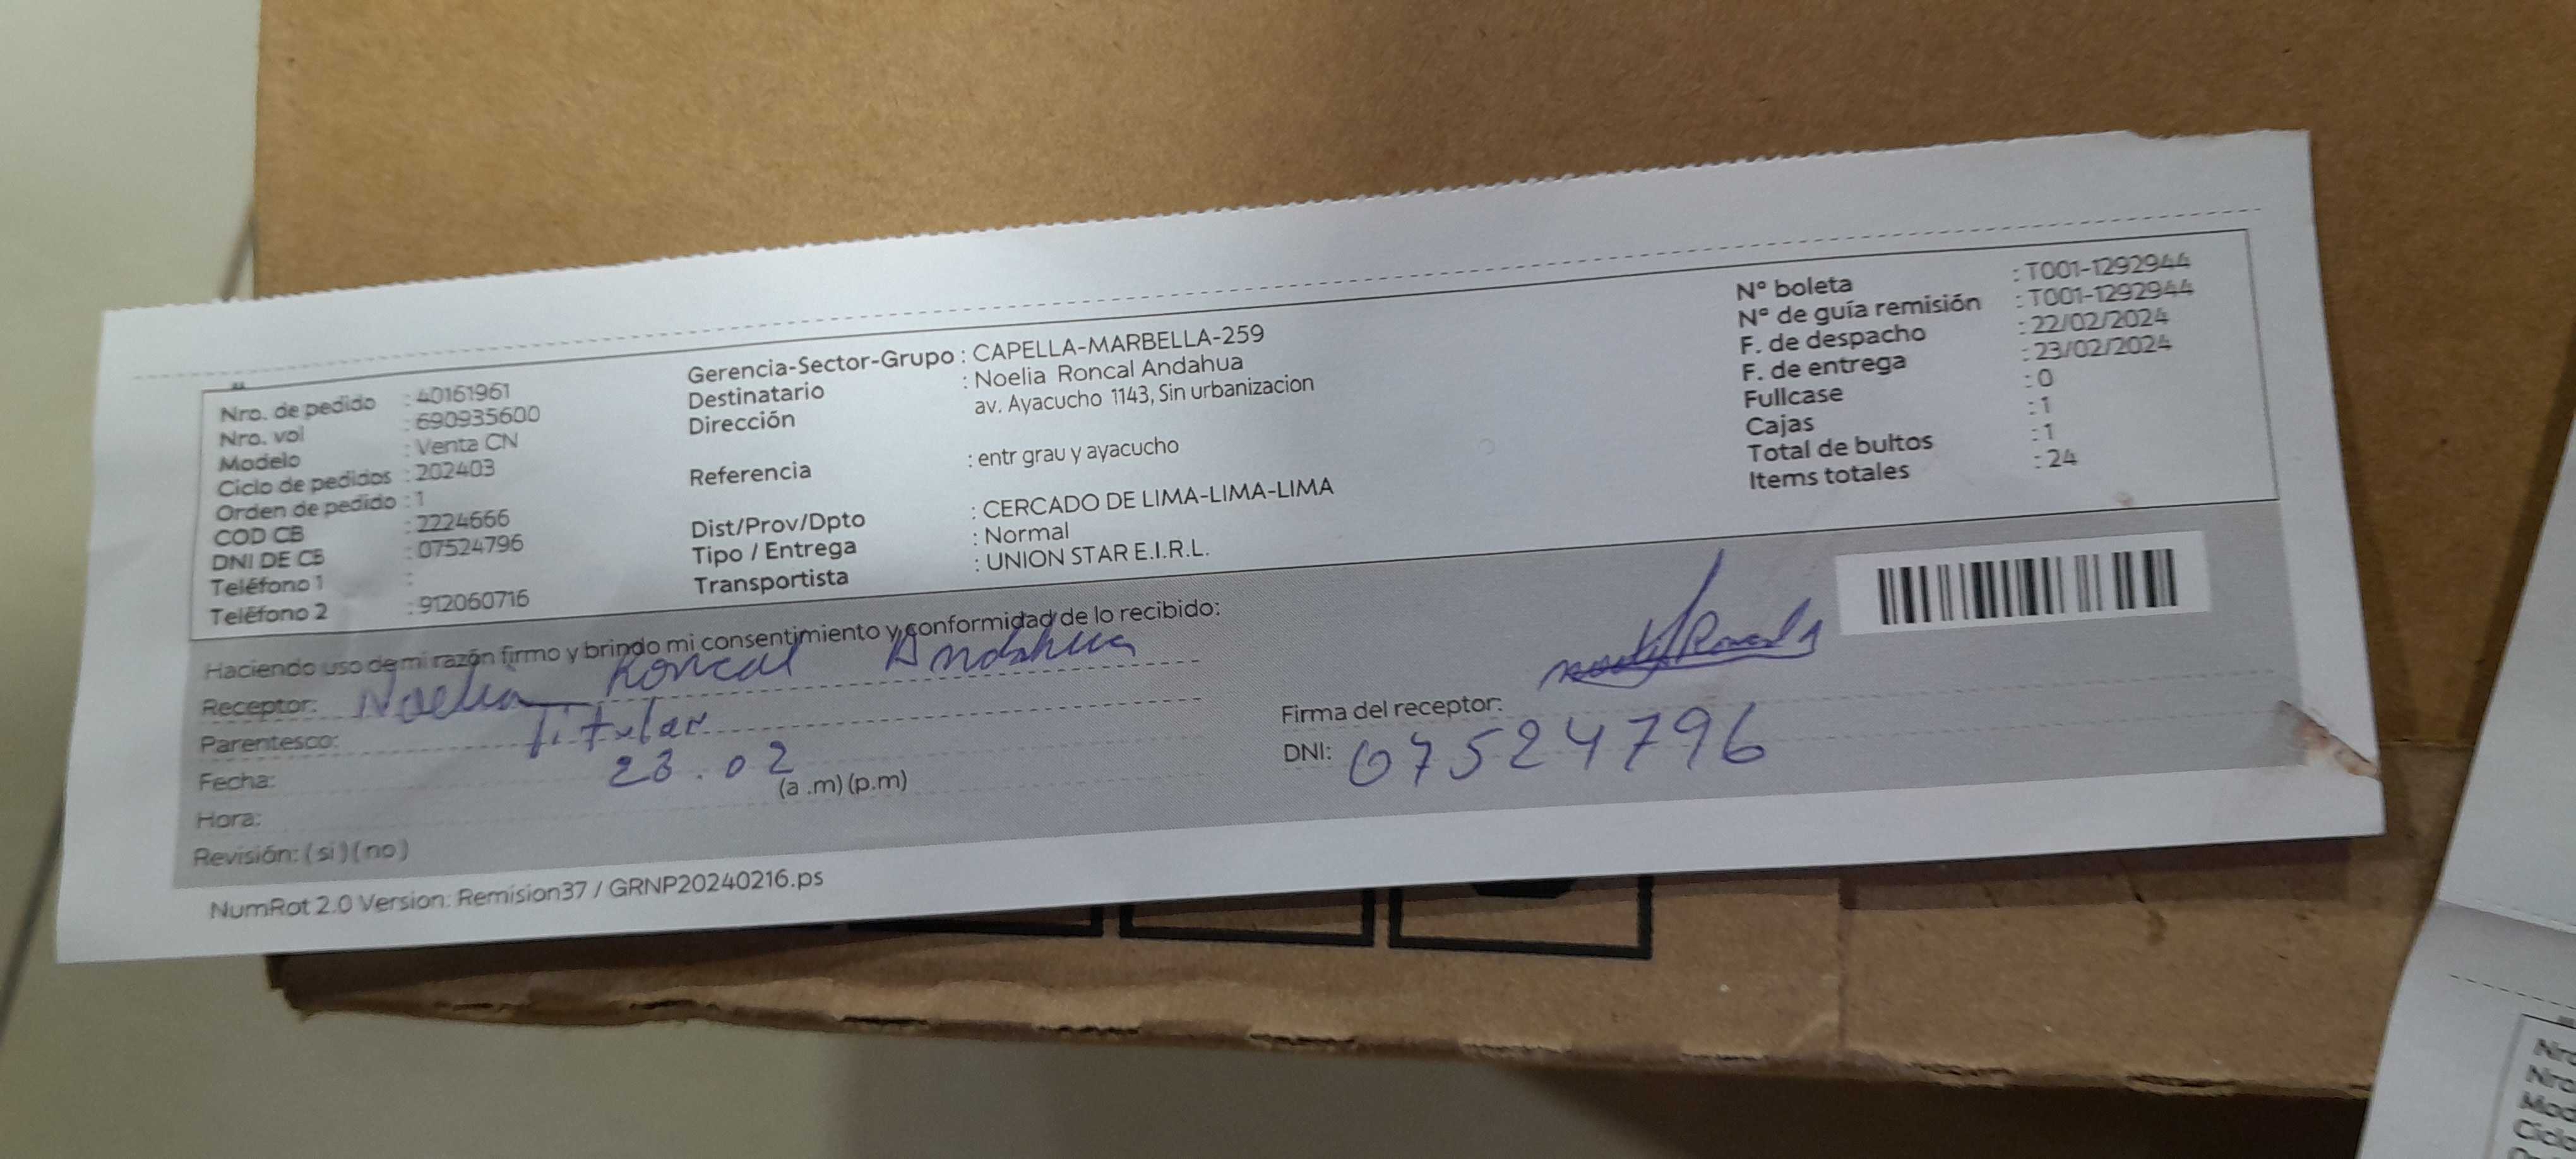 Nro. de pedido : 40161961
Nro. vol : 690935600
Modelo : Venta CN
Ciclo de pedidos : 202403
Orden de pedido : 1
COD CB : 2224666
DNI DE CB : 07524796
Teléfono 1 :
Teléfono 2 : 912060716
Gerencia-Sector-Grupo : CAPELLA-MARBELLA-259
Destinatario : Noelia Roncal Andahua
Dirección av. Ayacucho 1143, Sin urbanizacion
Referencia : entr grau y ayacucho
Dist/Prov/Dpto : CERCADO DE LIMA-LIMA-LIMA
Tipo / Entrega : Normal
Transportista : UNION STAR E.I.R.L.
N° boleta : T001-1292944
N° de guía remisión : T001-1292944
F. de despacho : 22/02/2024
F. de entrega : 23/02/2024
Fullcase : 0
Cajas : 1
Total de bultos : 1
Items totales : 24
Haciendo uso de mi razón firmo y brindo mi consentimiento y conformidad de lo recibido:
Receptor: Noelia Roncal Andahua
Parentesco: Titular
Fecha: 23.02
Hora: (a .m) (p.m)
Revisión: ( si ) ( no )
Firma del receptor:
DNI: 07524796
NumRot 2.0 Version: Remision37 / GRNP20240216.ps
Nro
Ciclo